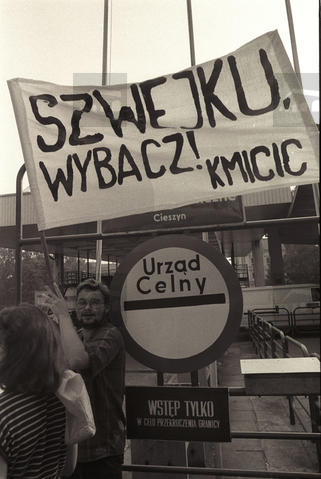 SZWEJKU,
WYBACZ!
KMICIC
Cieszyn
Urząd
Celny
WSTĘP TYLKO
W CELU PRZEKROCZENIA GRANICY